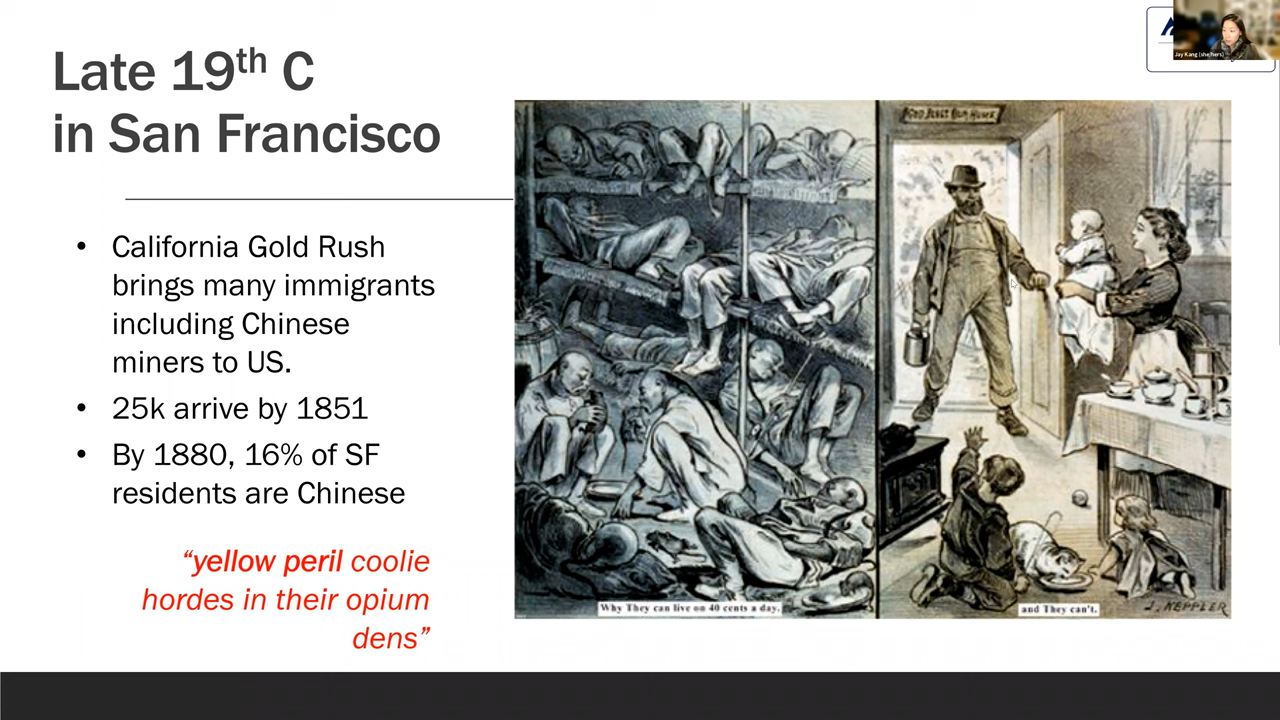 Late 19th C
in San Francisco
• California Gold Rush
brings many immigrants
including Chinese
miners to US.
• 25k arrive by 1851
• By 1880, 16% of SF
residents are Chinese
“yellow peril coolie
hordes in their opium
dens”
GOD BLESS OUR HOME
Why They can live on 40 cents a day.
and They can't.
J. KEPPLER
Jay Kang (she/hers)